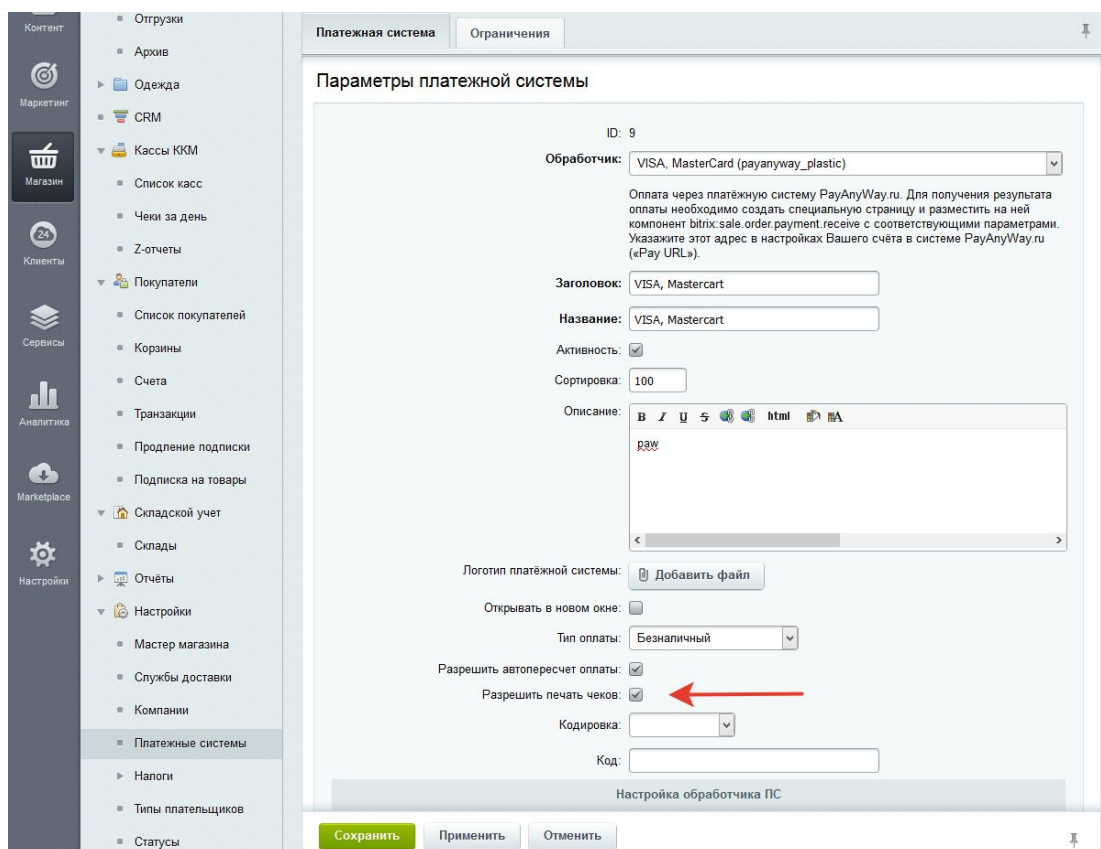 Контент
Маркетинг
Магазин
24
Клиенты
Сервисы
Аналитика
Marketplace
Настройки
Отгрузки
Архив
Одежда
CRM
Кассы ККМ
Список касс
Чеки за день
Z-отчеты
Покупатели
Список покупателей
Корзины
Счета
Транзакции
Продление подписки
Подписка на товары
Складской учет
Склады
Отчёты
Настройки
Мастер магазина
Службы доставки
Компании
Платежные системы
Налоги
Типы плательщиков
Статусы
Платежная система Ограничения
Параметры платежной системы
ID: 9
Обработчик: VISA, MasterCard (payanyway_plastic)
Оплата через платёжную систему PayAnyWay.ru. Для получения результата
оплаты необходимо создать специальную страницу и разместить на ней
компонент bitrix:sale.order.payment.receive с соответствующими параметрами.
Указажите этот адрес в настройках Вашего счёта в системе PayAnyWay.ru
(«Pay URL»).
Заголовок: VISA, Mastercart
Название: VISA, Mastercart
Активность:
Сортировка: 100
Описание: B I U S html A
paw
Логотип платёжной системы: Добавить файл
Открывать в новом окне:
Тип оплаты: Безналичный
Разрешить автопересчет оплаты:
Разрешить печать чеков:
Кодировка:
Код:
Настройка обработчика ПС
Сохранить Применить Отменить